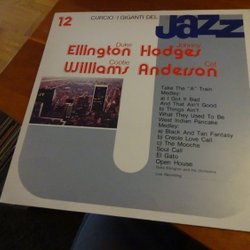 12
CURCIO / I GIGANTI DEL
Jazz
Duke Johnny
Ellington Hodges
Cootie Cat
Williams Anderson
Take The "A" Train
Medley:
a) I Got It Bad
And That Ain't Good
b) Things Ain't
What They Used To Be
West Indian Pancake
Medley:
a) Black And Tan Fantasy
b) Creole Love Call
c) The Mooche
Soul Call
El Gato
Open House
Duke Ellington and his Orchestra
Live Recording